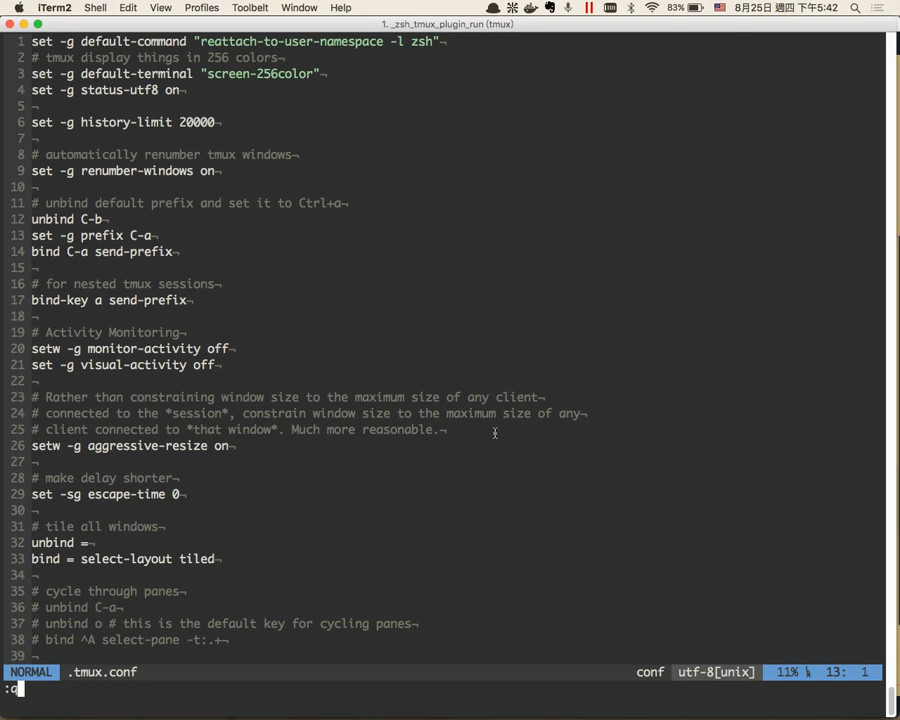 iTerm2 Shell Edit View Profiles Toolbelt Window Help 83% 8月25日 週四 下午5:42
1. _zsh_tmux_plugin_run (tmux)
1 set -g default-command "reattach-to-user-namespace -l zsh"¬
2 # tmux display things in 256 colors¬
3 set -g default-terminal "screen-256color"¬
4 set -g status-utf8 on¬
5 ¬
6 set -g history-limit 20000¬
7 ¬
8 # automatically renumber tmux windows¬
9 set -g renumber-windows on¬
10 ¬
11 # unbind default prefix and set it to Ctrl+a¬
12 unbind C-b¬
13 set -g prefix C-a¬
14 bind C-a send-prefix¬
15 ¬
16 # for nested tmux sessions¬
17 bind-key a send-prefix¬
18 ¬
19 # Activity Monitoring¬
20 setw -g monitor-activity off¬
21 set -g visual-activity off¬
22 ¬
23 # Rather than constraining window size to the maximum size of any client¬
24 # connected to the *session*, constrain window size to the maximum size of any¬
25 # client connected to *that window*. Much more reasonable.¬
26 setw -g aggressive-resize on¬
27 ¬
28 # make delay shorter¬
29 set -sg escape-time 0¬
30 ¬
31 # tile all windows¬
32 unbind =¬
33 bind = select-layout tiled¬
34 ¬
35 # cycle through panes¬
36 # unbind C-a¬
37 # unbind o # this is the default key for cycling panes¬
38 # bind ^A select-pane -t:.+¬
39 ¬
NORMAL .tmux.conf conf utf-8[unix] 11% 13: 1
:q